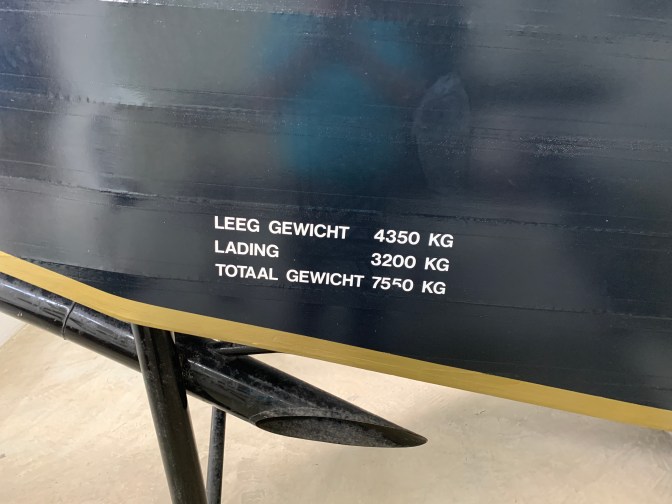 LEEG GEWICHT 4350 KG
LADING 3200 KG
TOTAAL GEWICHT 7550 KG